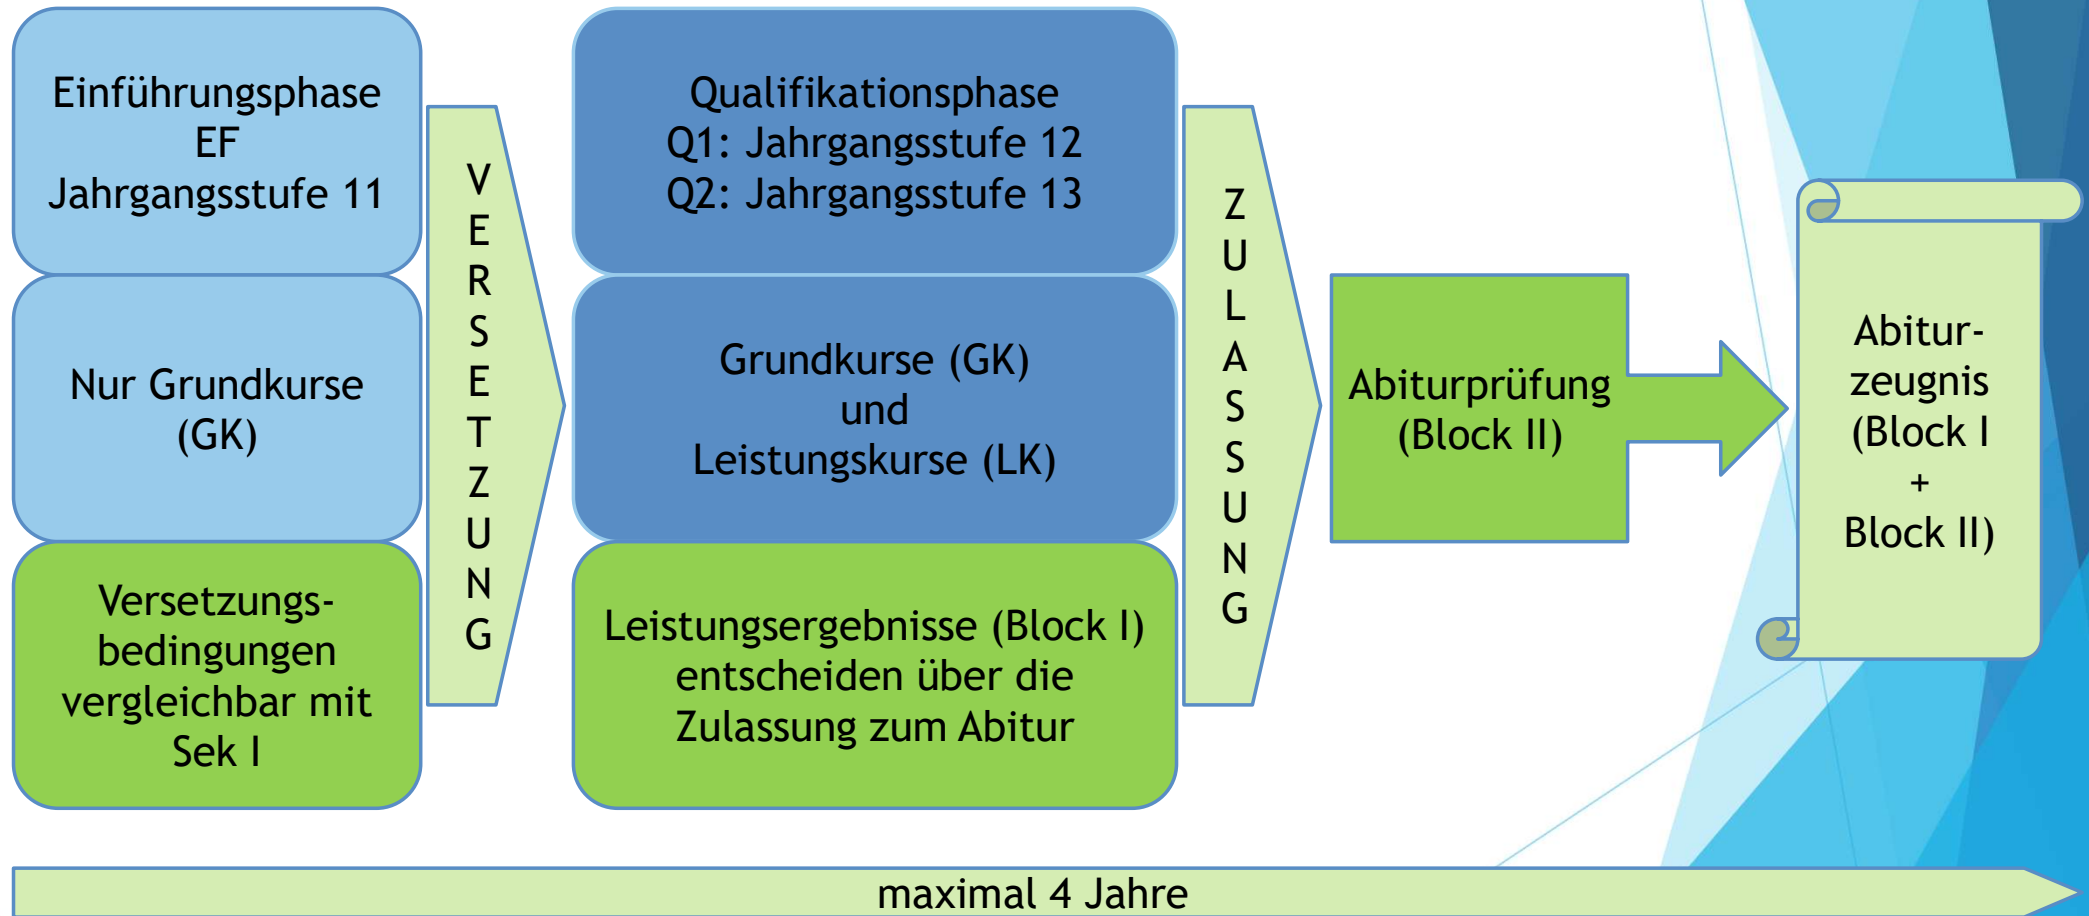 Einführungsphase
EF
Jahrgangsstufe 11
Nur Grundkurse
(GK)
Versetzungs-
bedingungen
vergleichbar mit
Sek I
V
E
R
S
E
T
Z
U
N
G
Qualifikationsphase
Q1: Jahrgangsstufe 12
Q2: Jahrgangsstufe 13
Grundkurse (GK)
und
Leistungskurse (LK)
Leistungsergebnisse (Block I)
entscheiden über die
Zulassung zum Abitur
Z
U
L
A
S
S
U
N
G
Abiturprüfung
(Block II)
Abitur-
zeugnis
(Block I
+
Block II)
maximal 4 Jahre